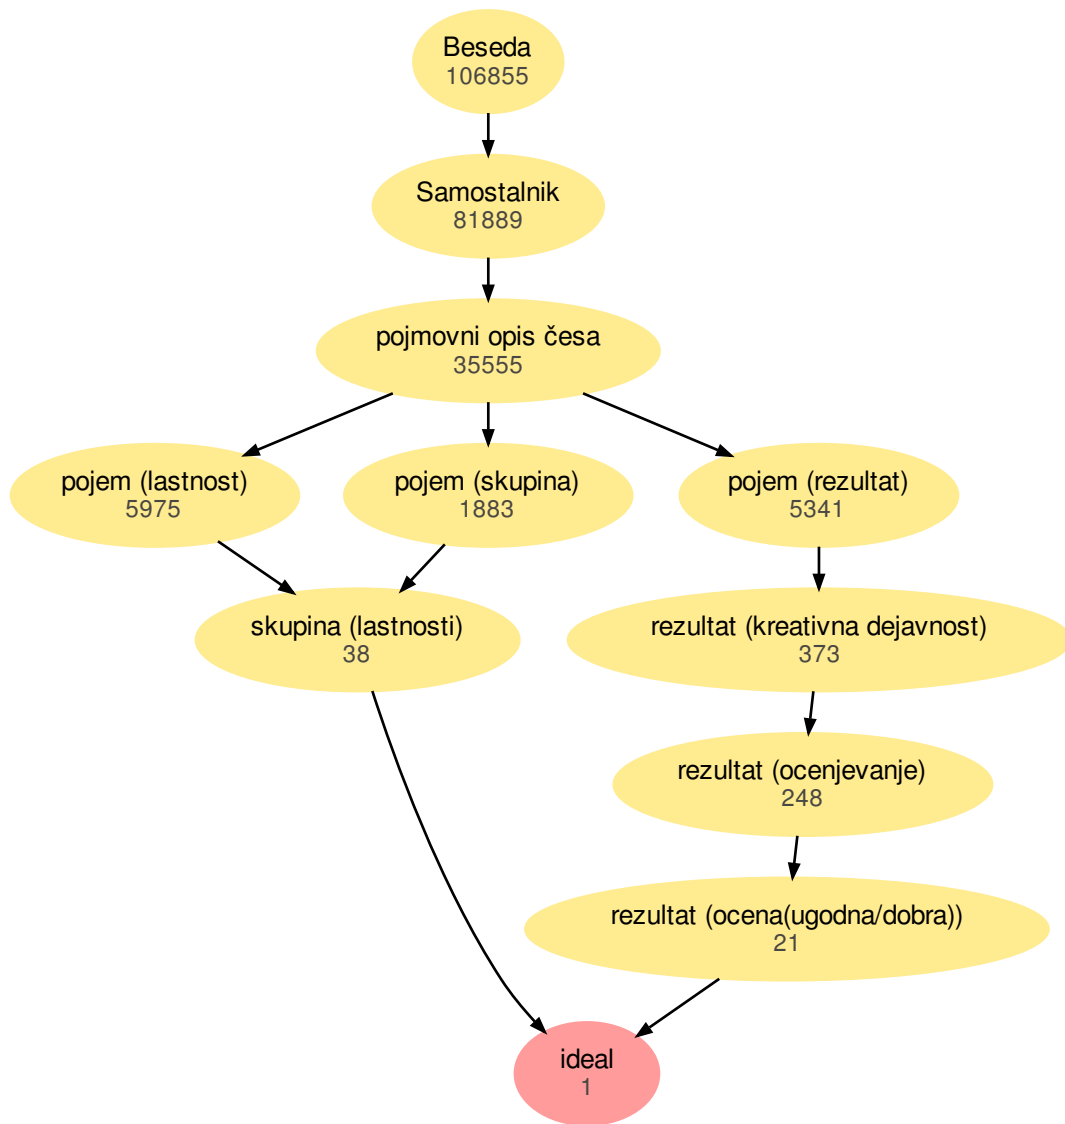 Beseda
106855
Samostalnik
81889
pojmovni opis česa
35555
pojem (lastnost)
5975
pojem (skupina)
1883
pojem (rezultat)
5341
skupina (lastnosti)
38
rezultat (kreativna dejavnost)
373
rezultat (ocenjevanje)
248
rezultat (ocena(ugodna/dobra))
21
ideal
1